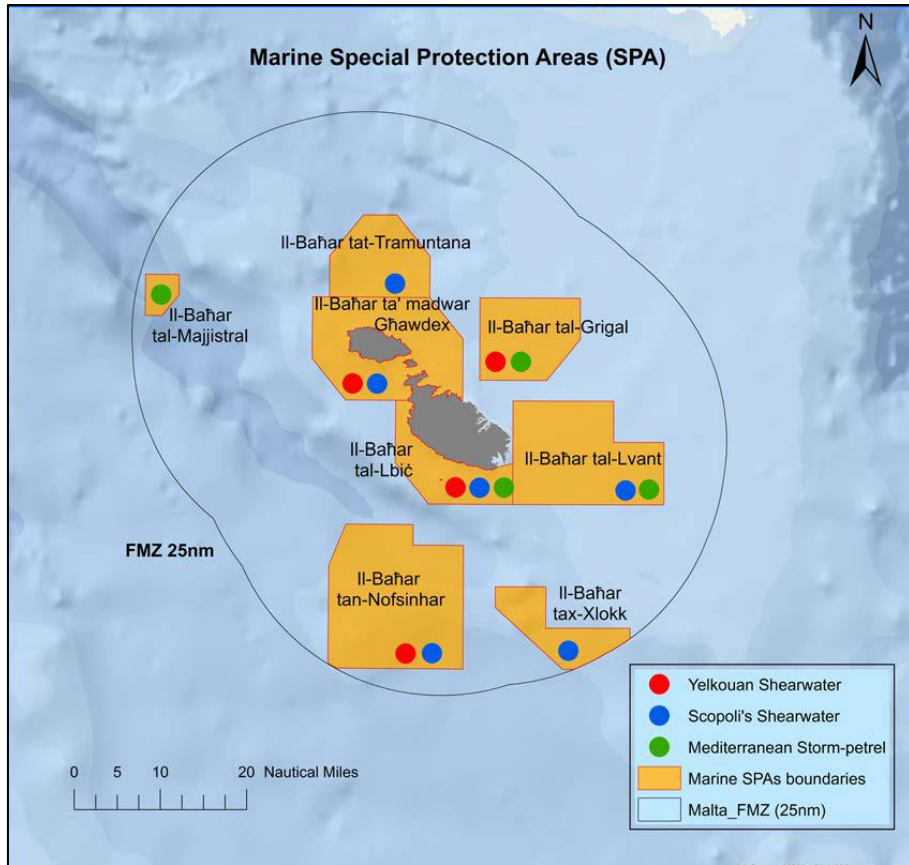 Marine Special Protection Areas (SPA)
N
Il-Baħar tat-Tramuntana
Il-Baħar
tal-Majjistral
Il-Baħar ta' madwar
Għawdex
Il-Baħar tal-Grigal
Il-Baħar
tal-Lbiċ
Il-Baħar tal-Lvant
FMZ 25nm
Il-Baħar
tan-Nofsinhar
Il-Baħar
tax-Xlokk
Yelkouan Shearwater
Scopoli's Shearwater
Mediterranean Storm-petrel
Marine SPAs boundaries
Malta_FMZ (25nm)
0 5 10 20 Nautical Miles